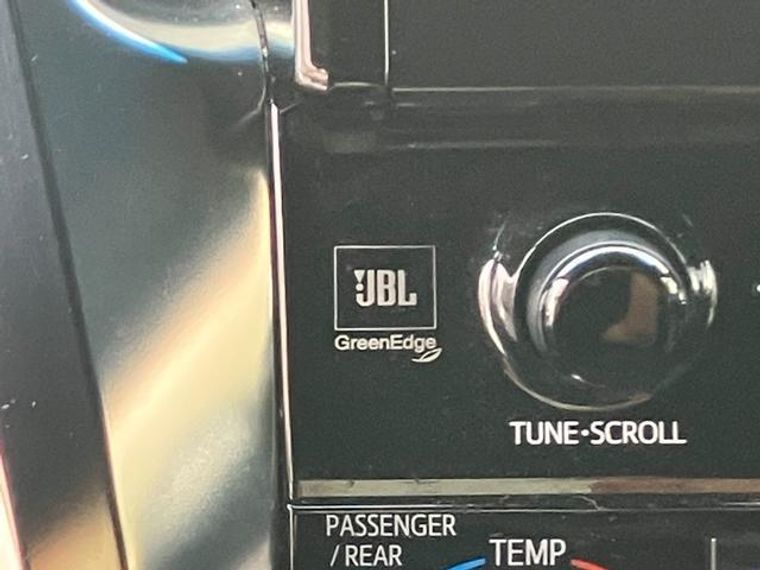 JBL
GreenEdge
TUNE•SCROLL
PASSENGER
/REAR
TEMP